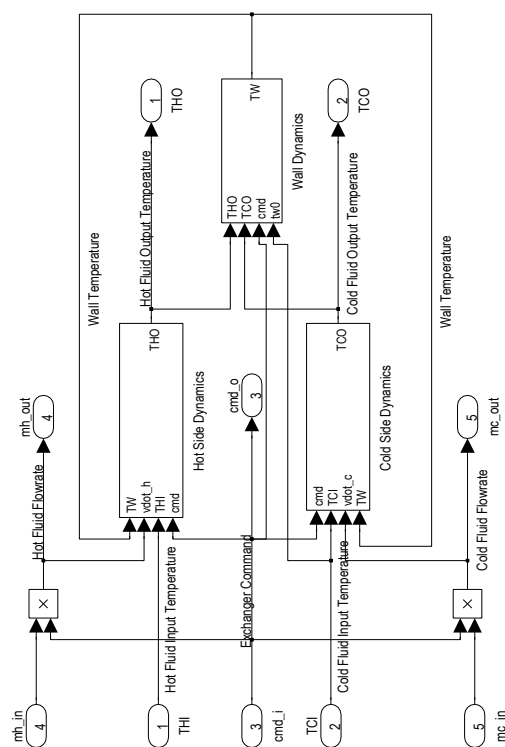 mh_in
4
THI
1
cmd_i
3
TCI
2
mc_in
5
×
×
Hot Fluid Flowrate
mh_out
4
Hot Fluid Input Temperature
Exchanger Command
Cold Fluid Input Temperature
Cold Fluid Flowrate
mc_out
5
TW
vdot_h
THI
cmd
THO
Hot Side Dynamics
cmd_o
3
cmd
TCI
vdot_c
TW
TCO
Cold Side Dynamics
Wall Temperature
Wall Temperature
Hot Fluid Output Temperature
Cold Fluid Output Temperature
THO
TCO
cmd
tw0
TW
Wall Dynamics
1
THO
2
TCO